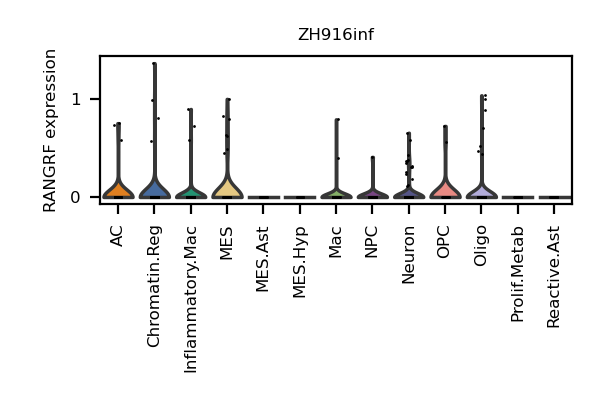 ZH916inf
RANGRF expression
1
0
AC
Chromatin.Reg
Inflammatory.Mac
MES
MES.Ast
MES.Hyp
Mac
NPC
Neuron
OPC
Oligo
Prolif.Metab
Reactive.Ast